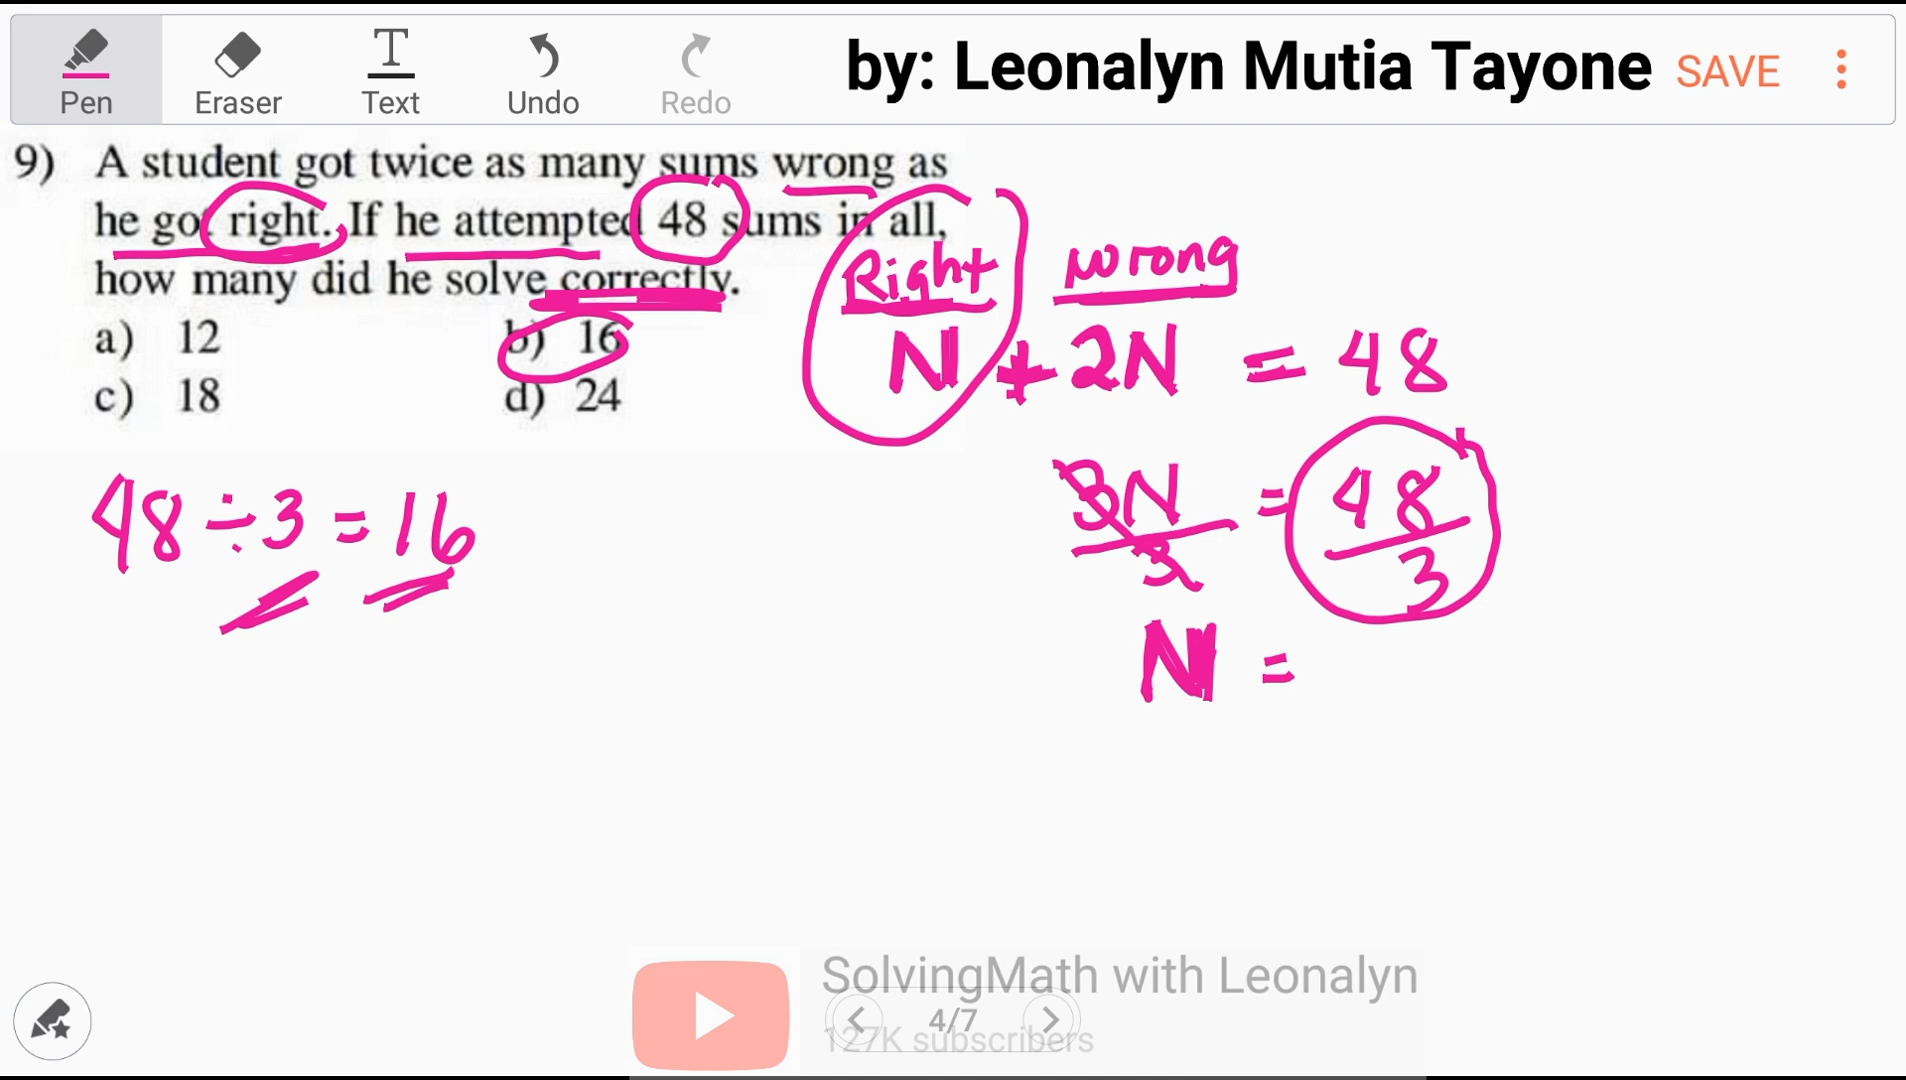 Pen Eraser Text Undo Redo by: Leonalyn Mutia Tayone SAVE
9) A student got twice as many sums wrong as
he got right. If he attempted 48 sums in all,
how many did he solve correctly.
a) 12 b) 16
c) 18 d) 24
Right Wrong
N + 2N = 48
3N = 48
3 3
N =
48 ÷ 3 = 16
SolvingMath with Leonalyn
4/7
127K subscribers